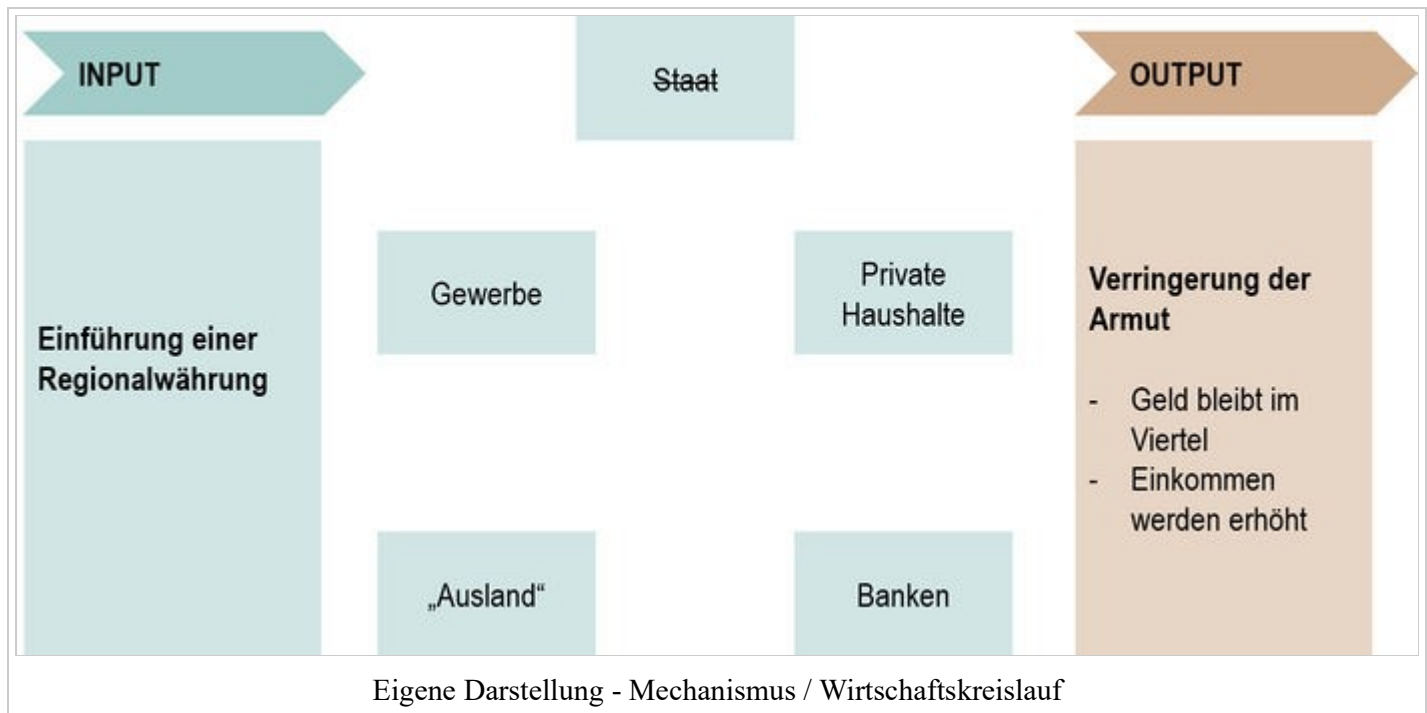 INPUT
Staat
OUTPUT
Einführung einer
Regionalwährung
Gewerbe
Private
Haushalte
Verringerung der
Armut
- Geld bleibt im
Viertel
- Einkommen
werden erhöht
„Ausland“
Banken
Eigene Darstellung - Mechanismus / Wirtschaftskreislauf